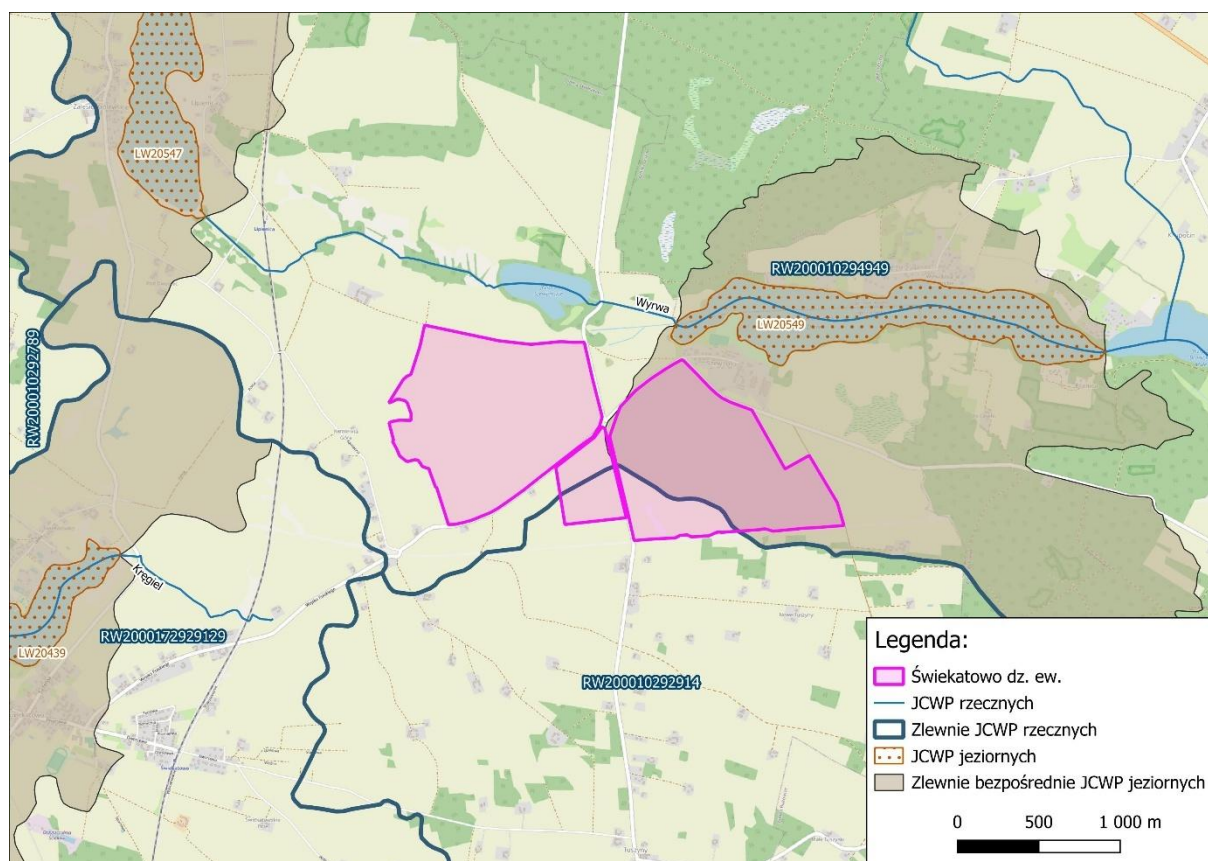 LW20547
RW200010294949
Wyrwa
LW20549
RW200010292789
Kręgiel
RW2000172929129
LW20439
RW200010292914
Legenda:
Świekatowo dz. ew.
JCWP rzecznych
Zlewnie JCWP rzecznych
JCWP jeziornych
Zlewnie bezpośrednie JCWP jeziornych
0 500 1 000 m